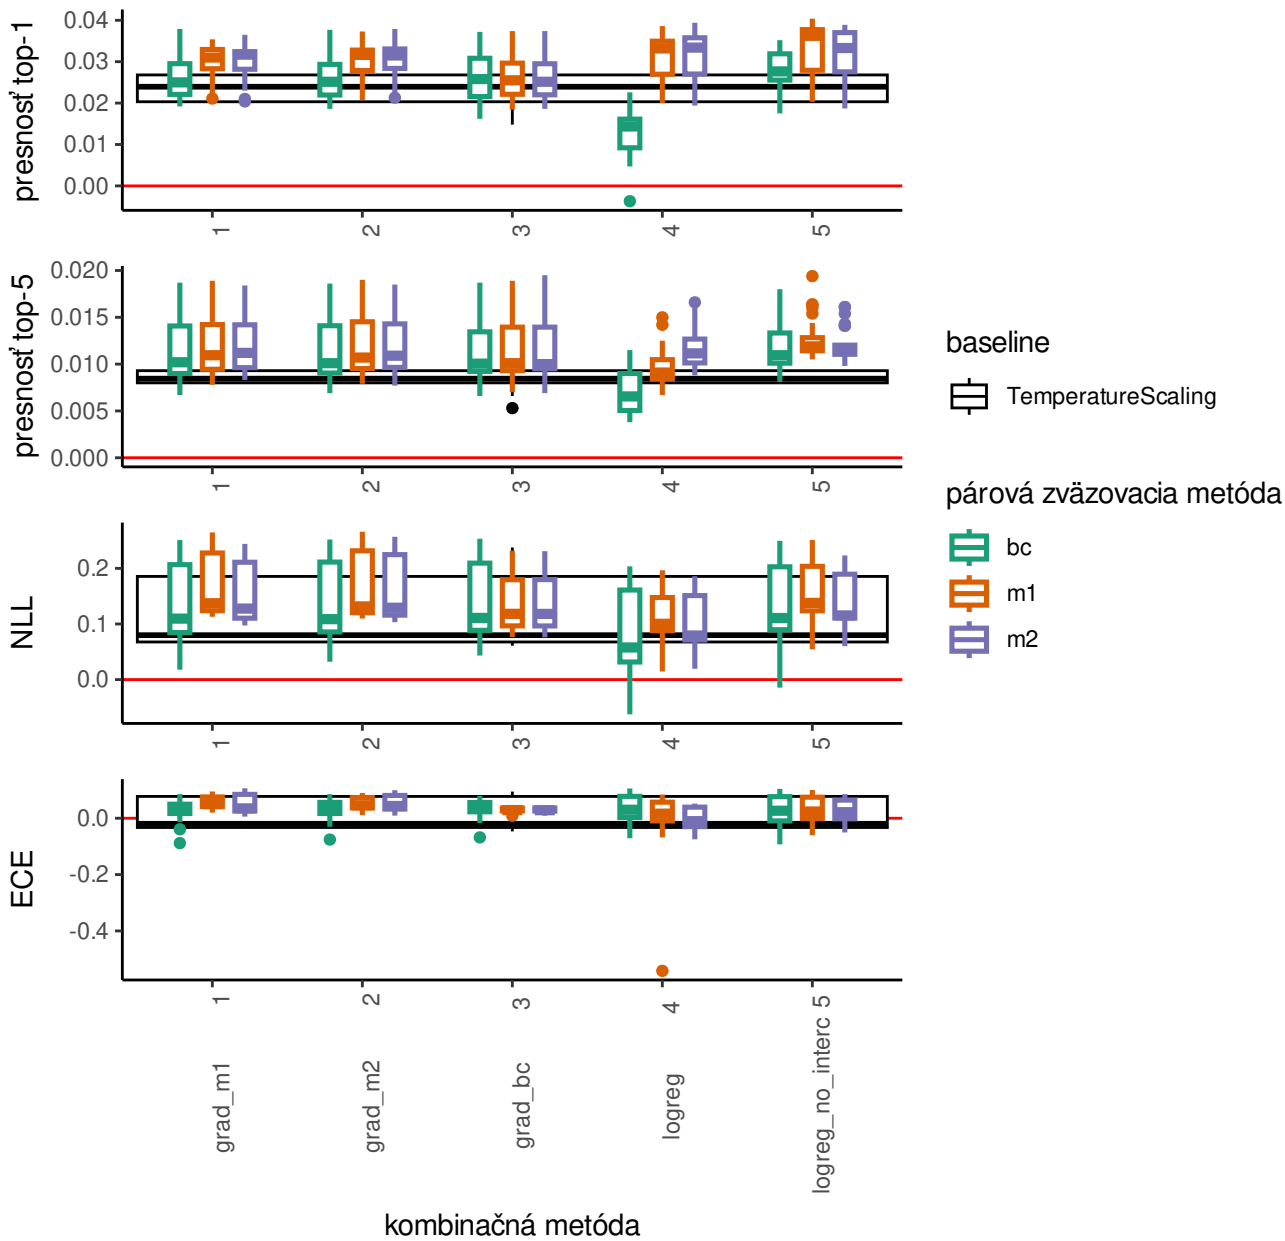 presnosť top-1
0.04
0.03
0.02
0.01
0.00
1
2
3
4
5
presnosť top-5
0.020
0.015
0.010
0.005
0.000
1
2
3
4
5
NLL
0.2
0.1
0.0
1
2
3
4
5
ECE
0.0
-0.2
-0.4
1
2
3
4
5
grad_m1
grad_m2
grad_bc
logreg
logreg_no_interc
kombinačná metóda
baseline
TemperatureScaling
párová zväzovacia metóda
bc
m1
m2